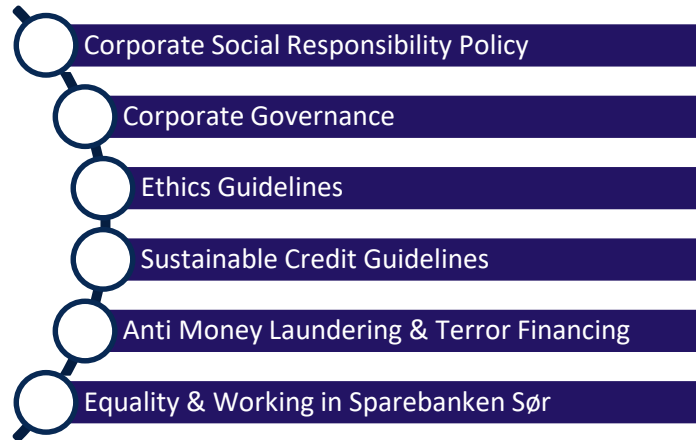 Corporate Social Responsibility Policy
Corporate Governance
Ethics Guidelines
Sustainable Credit Guidelines
Anti Money Laundering & Terror Financing
Equality & Working in Sparebanken Sør